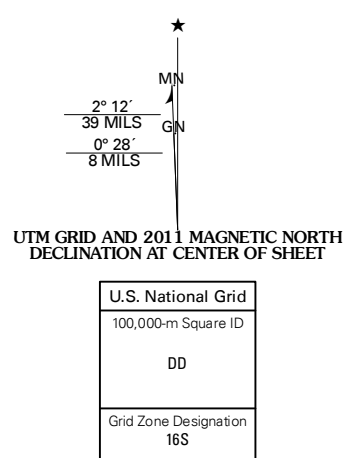 MN
2° 12´
39 MILS
GN
0° 28´
8 MILS
UTM GRID AND 2011 MAGNETIC NORTH
DECLINATION AT CENTER OF SHEET
U.S. National Grid
100,000-m Square ID
DD
Grid Zone Designation
16S